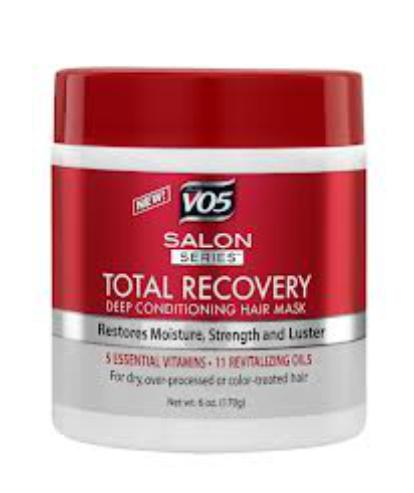 NEW!
VO5
SALON
SERIES
TOTAL RECOVERY
DEEP CONDITIONING HAIR MASK
Restores Moisture, Strength and Luster
5 ESSENTIAL VITAMINS • 11 REVITALIZING OILS
For dry, over-processed or color-treated hair
Net wt. 6 oz. (170g)